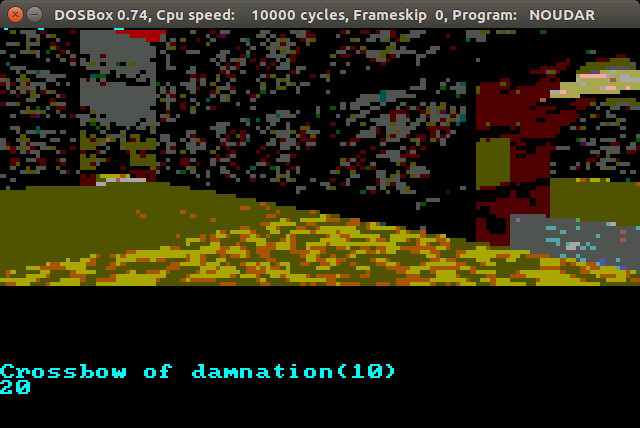 DOSBox 0.74, Cpu speed: 10000 cycles, Frameskip 0, Program: NOUDAR
Crossbow of damnation(10)
20